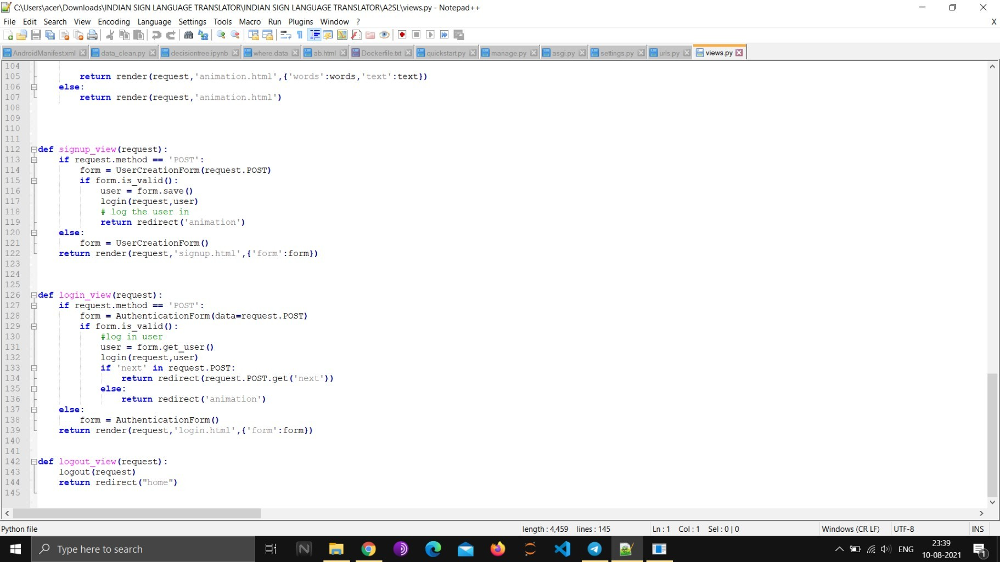 C:\Users\acer\Downloads\INDIAN SIGN LANGUAGE TRANSLATOR\INDIAN SIGN LANGUAGE TRANSLATOR\A2SL\views.py - Notepad++
File Edit Search View Encoding Language Settings Tools Macro Run Plugins Window ? X
AndroidManifest.xml data_clean.py decisiontree.ipynb where.data ab.html Dockerfile.txt quickstart.py manage.py asgi.py settings.py urls.py views.py
104
105 return render(request,'animation.html',{'words':words,'text':text})
106 else:
107 return render(request,'animation.html')
108
109
110
111
112 def signup_view(request):
113 if request.method == 'POST':
114 form = UserCreationForm(request.POST)
115 if form.is_valid():
116 user = form.save()
117 login(request,user)
118 # log the user in
119 return redirect('animation')
120 else:
121 form = UserCreationForm()
122 return render(request,'signup.html',{'form':form})
123
124
125
126 def login_view(request):
127 if request.method == 'POST':
128 form = AuthenticationForm(data=request.POST)
129 if form.is_valid():
130 #log in user
131 user = form.get_user()
132 login(request,user)
133 if 'next' in request.POST:
134 return redirect(request.POST.get('next'))
135 else:
136 return redirect('animation')
137 else:
138 form = AuthenticationForm()
139 return render(request,'login.html',{'form':form})
140
141
142 def logout_view(request):
143 logout(request)
144 return redirect("home")
145
Python file length : 4,459 lines : 145 Ln : 1 Col : 1 Sel : 0 | 0 Windows (CR LF) UTF-8 INS
Type here to search ENG 23:39
10-08-2021 1